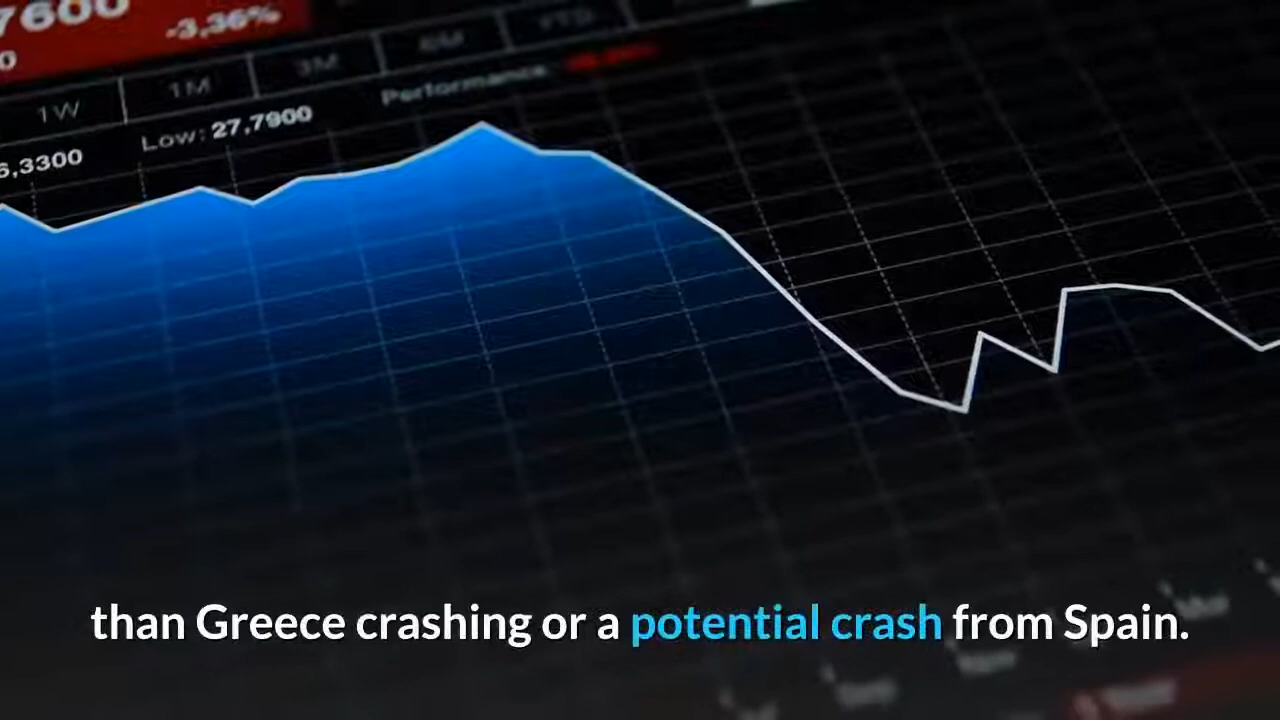 7600
-3,36%
0
1W
1M
3M
6M
YTD
6,3300
Low: 27,7900
Performance
than Greece crashing or a potential crash from Spain.